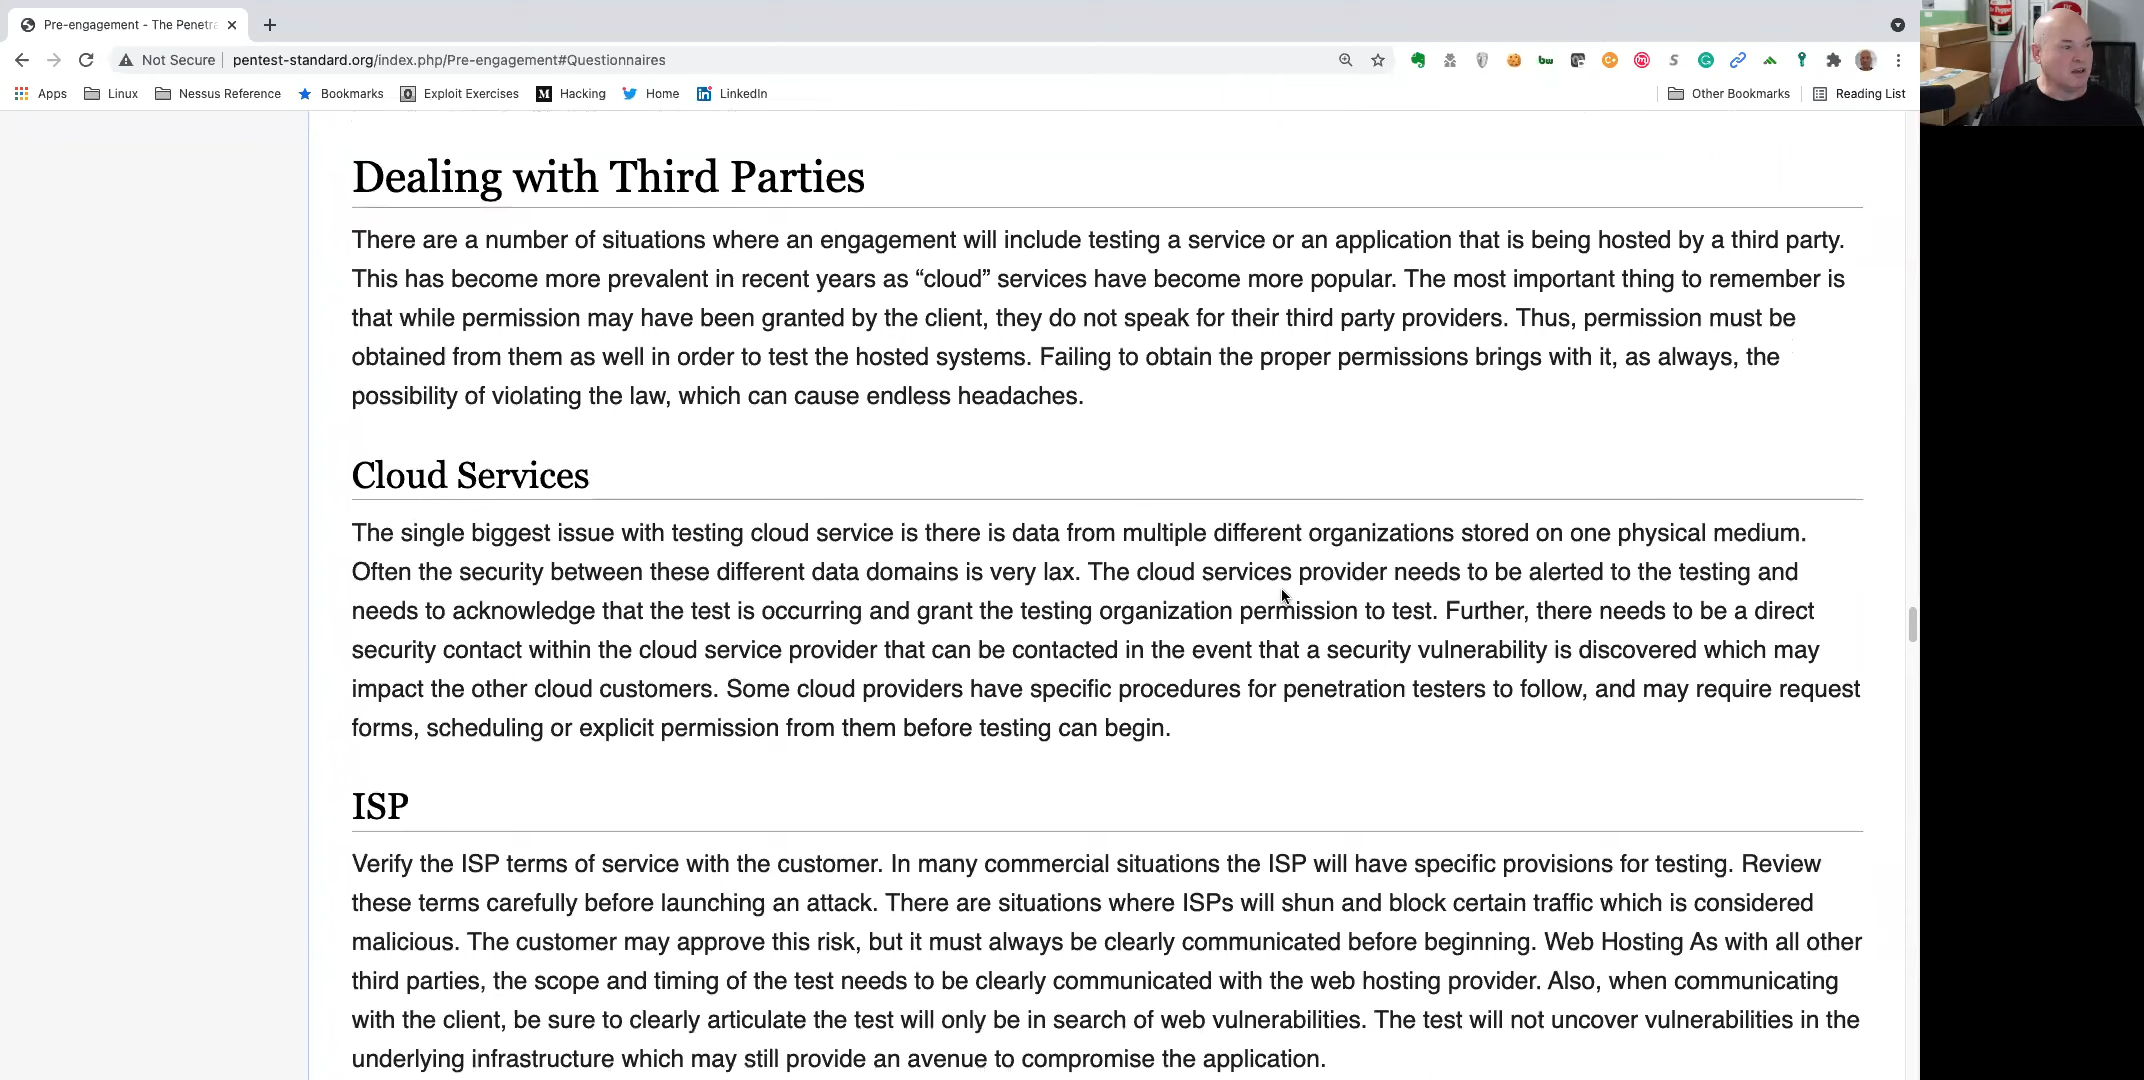 Pre-engagement - The Penetra
Not Secure
pentest-standard.org/index.php/Pre-engagement#Questionnaires
Apps Linux Nessus Reference Bookmarks Exploit Exercises Hacking Home LinkedIn Other Bookmarks Reading List
Dealing with Third Parties
There are a number of situations where an engagement will include testing a service or an application that is being hosted by a third party.
This has become more prevalent in recent years as “cloud” services have become more popular. The most important thing to remember is
that while permission may have been granted by the client, they do not speak for their third party providers. Thus, permission must be
obtained from them as well in order to test the hosted systems. Failing to obtain the proper permissions brings with it, as always, the
possibility of violating the law, which can cause endless headaches.
Cloud Services
The single biggest issue with testing cloud service is there is data from multiple different organizations stored on one physical medium.
Often the security between these different data domains is very lax. The cloud services provider needs to be alerted to the testing and
needs to acknowledge that the test is occurring and grant the testing organization permission to test. Further, there needs to be a direct
security contact within the cloud service provider that can be contacted in the event that a security vulnerability is discovered which may
impact the other cloud customers. Some cloud providers have specific procedures for penetration testers to follow, and may require request
forms, scheduling or explicit permission from them before testing can begin.
ISP
Verify the ISP terms of service with the customer. In many commercial situations the ISP will have specific provisions for testing. Review
these terms carefully before launching an attack. There are situations where ISPs will shun and block certain traffic which is considered
malicious. The customer may approve this risk, but it must always be clearly communicated before beginning. Web Hosting As with all other
third parties, the scope and timing of the test needs to be clearly communicated with the web hosting provider. Also, when communicating
with the client, be sure to clearly articulate the test will only be in search of web vulnerabilities. The test will not uncover vulnerabilities in the
underlying infrastructure which may still provide an avenue to compromise the application.